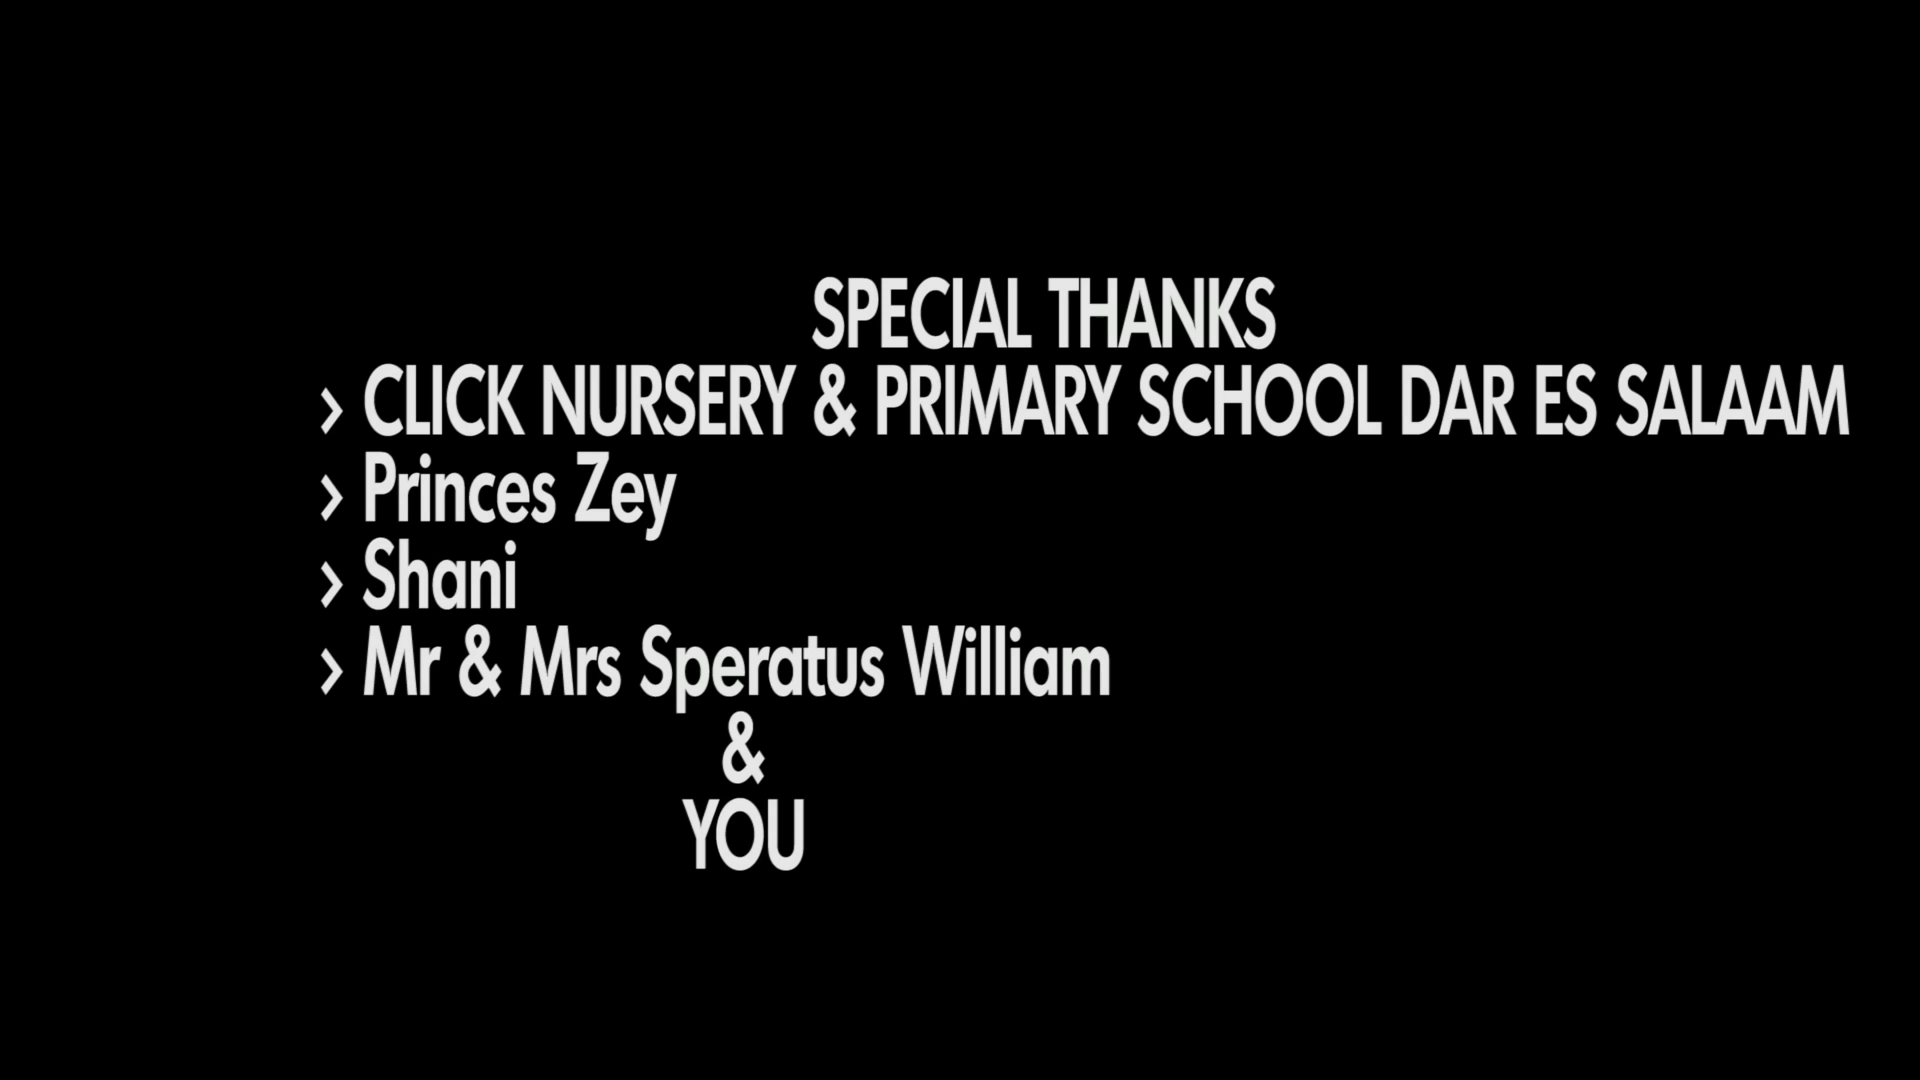 SPECIAL THANKS
› CLICK NURSERY & PRIMARY SCHOOL DAR ES SALAAM
› Princes Zey
› Shani
› Mr & Mrs Speratus William
&
YOU